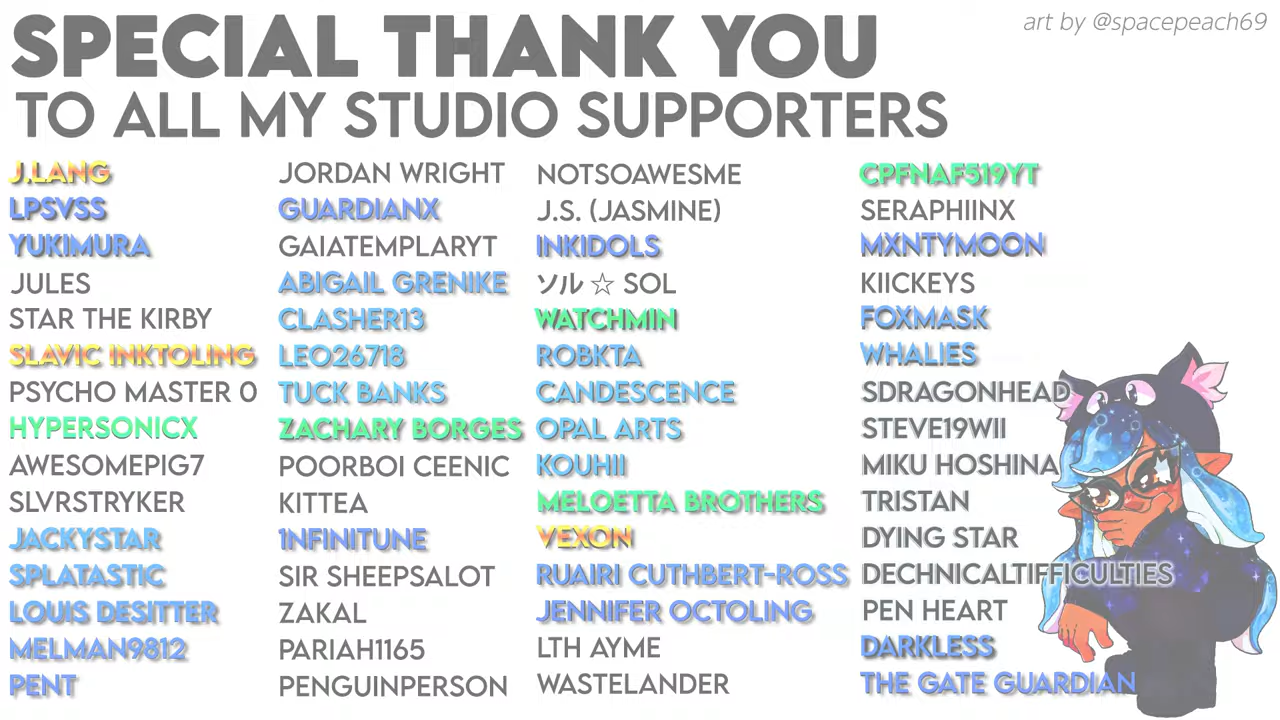 SPECIAL THANK YOU
art by @spacepeach69
TO ALL MY STUDIO SUPPORTERS
J.LANG
LPSVSS
YUKIMURA
JULES
STAR THE KIRBY
SLAVIC INKTOLING
PSYCHO MASTER 0
HYPERSONICX
AWESOMEPIG7
SLVRSTRYKER
JACKYSTAR
SPLATASTIC
LOUIS DESITTER
MELMAN9812
PENT
JORDAN WRIGHT
GUARDIANX
GAIATEMPLARYT
ABIGAIL GRENIKE
CLASHER13
LEO26718
TUCK BANKS
ZACHARY BORGES
POORBOI CEENIC
KITTEA
1NFINITUNE
SIR SHEEPSALOT
ZAKAL
PARIAH1165
PENGUINPERSON
NOTSOAWESME
J.S. (JASMINE)
INKIDOLS
ソル ☆ SOL
WATCHMIN
ROBKTA
CANDESCENCE
OPAL ARTS
KOUHII
MELOETTA BROTHERS
VEXON
RUAIRI CUTHBERT-ROSS
JENNIFER OCTOLING
LTH AYME
WASTELANDER
CPFNAF519YT
SERAPHIINX
MXNTYMOON
KIICKEYS
FOXMASK
WHALIES
SDRAGONHEAD
STEVE19WII
MIKU HOSHINA
TRISTAN
DYING STAR
DECHNICALTIFFICULTIES
PEN HEART
DARKLESS
THE GATE GUARDIAN